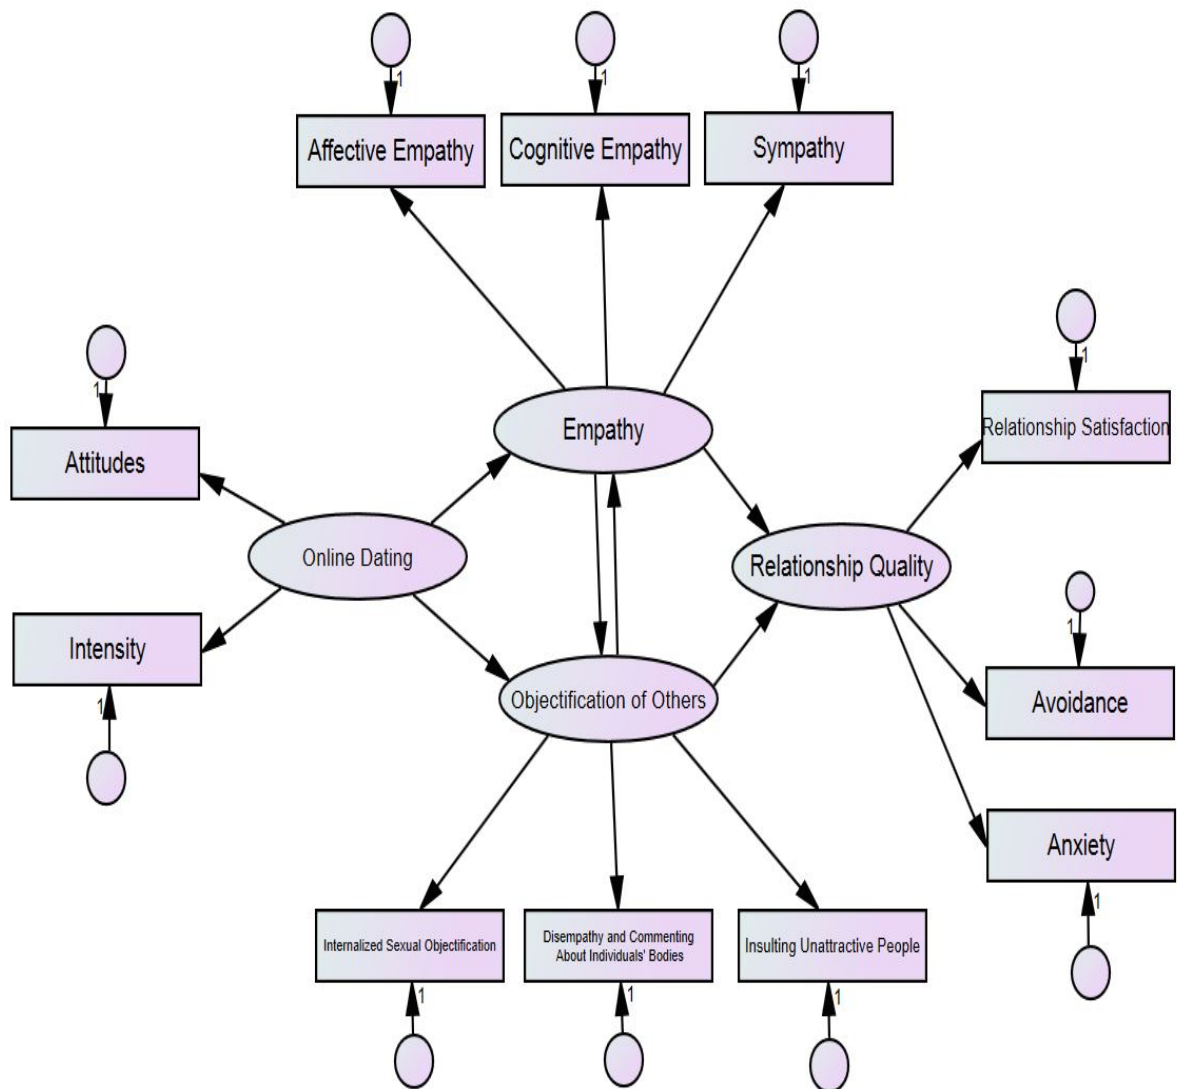 1
1
1
Affective Empathy
Cognitive Empathy
Sympathy
1
1
Relationship Satisfaction
Empathy
Attitudes
Online Dating
Relationship Quality
1
Intensity
1
Objectification of Others
Avoidance
Anxiety
1
Internalized Sexual Objectification
Disempathy and Commenting
About Individuals' Bodies
Insulting Unattractive People
1
1
1